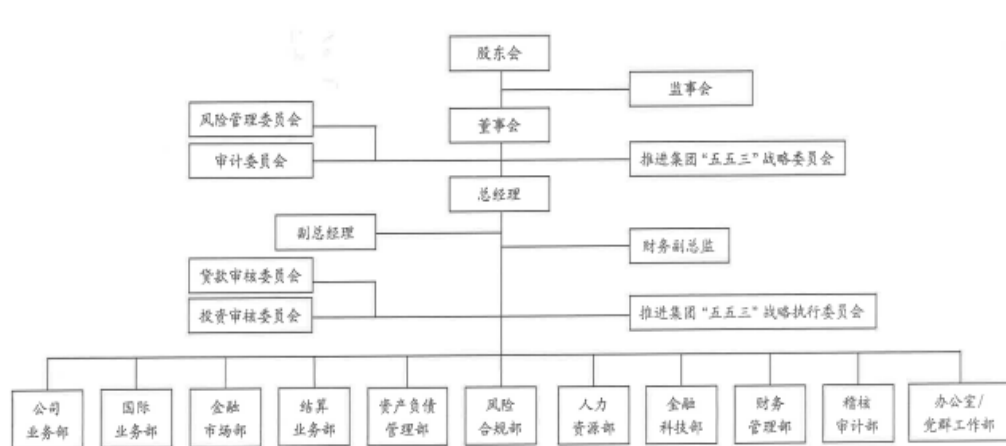 股东会
监事会
风险管理委员会
董事会
审计委员会
推进集团“五五三”战略委员会
总经理
副总经理
财务副总监
贷款审核委员会
投资审核委员会
推进集团“五五三”战略执行委员会
公司
业务部
国际
业务部
金融
市场部
结算
业务部
资产负债
管理部
风险
合规部
人力
资源部
金融
科技部
财务
管理部
稽核
审计部
办公室/
党群工作部